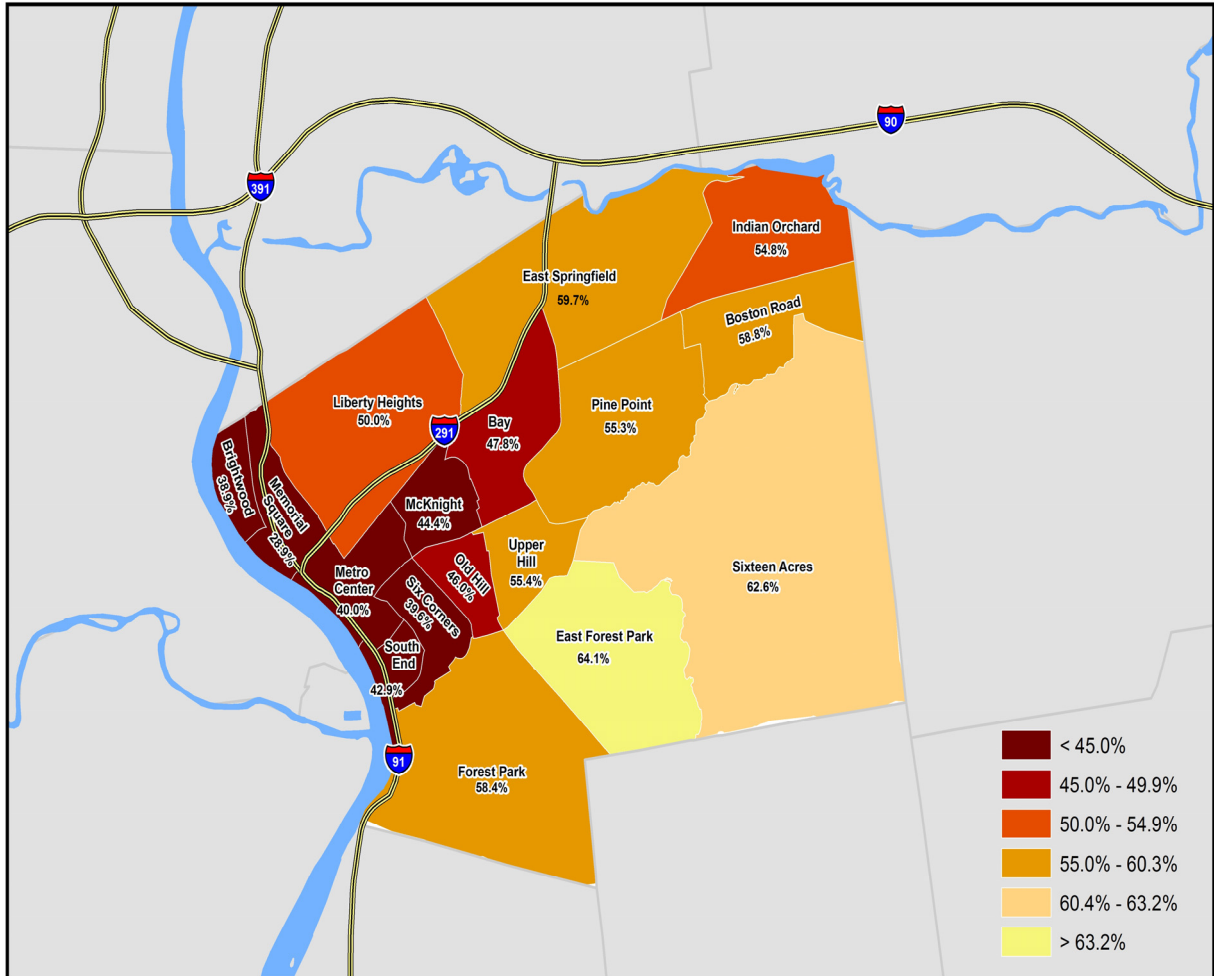 90
391
Indian Orchard
54.8%
East Springfield
59.7%
Boston Road
58.8%
Liberty Heights
50.0%
Pine Point
55.3%
Bay
47.8%
291
Brightwood
38.9%
Memorial
Square
28.9%
McKnight
44.4%
Upper
Hill
55.4%
Old Hill
46.0%
Metro
Center
40.0%
Six Corners
39.6%
Sixteen Acres
62.6%
East Forest Park
64.1%
South
End
42.9%
91
Forest Park
58.4%
< 45.0%
45.0% - 49.9%
50.0% - 54.9%
55.0% - 60.3%
60.4% - 63.2%
> 63.2%